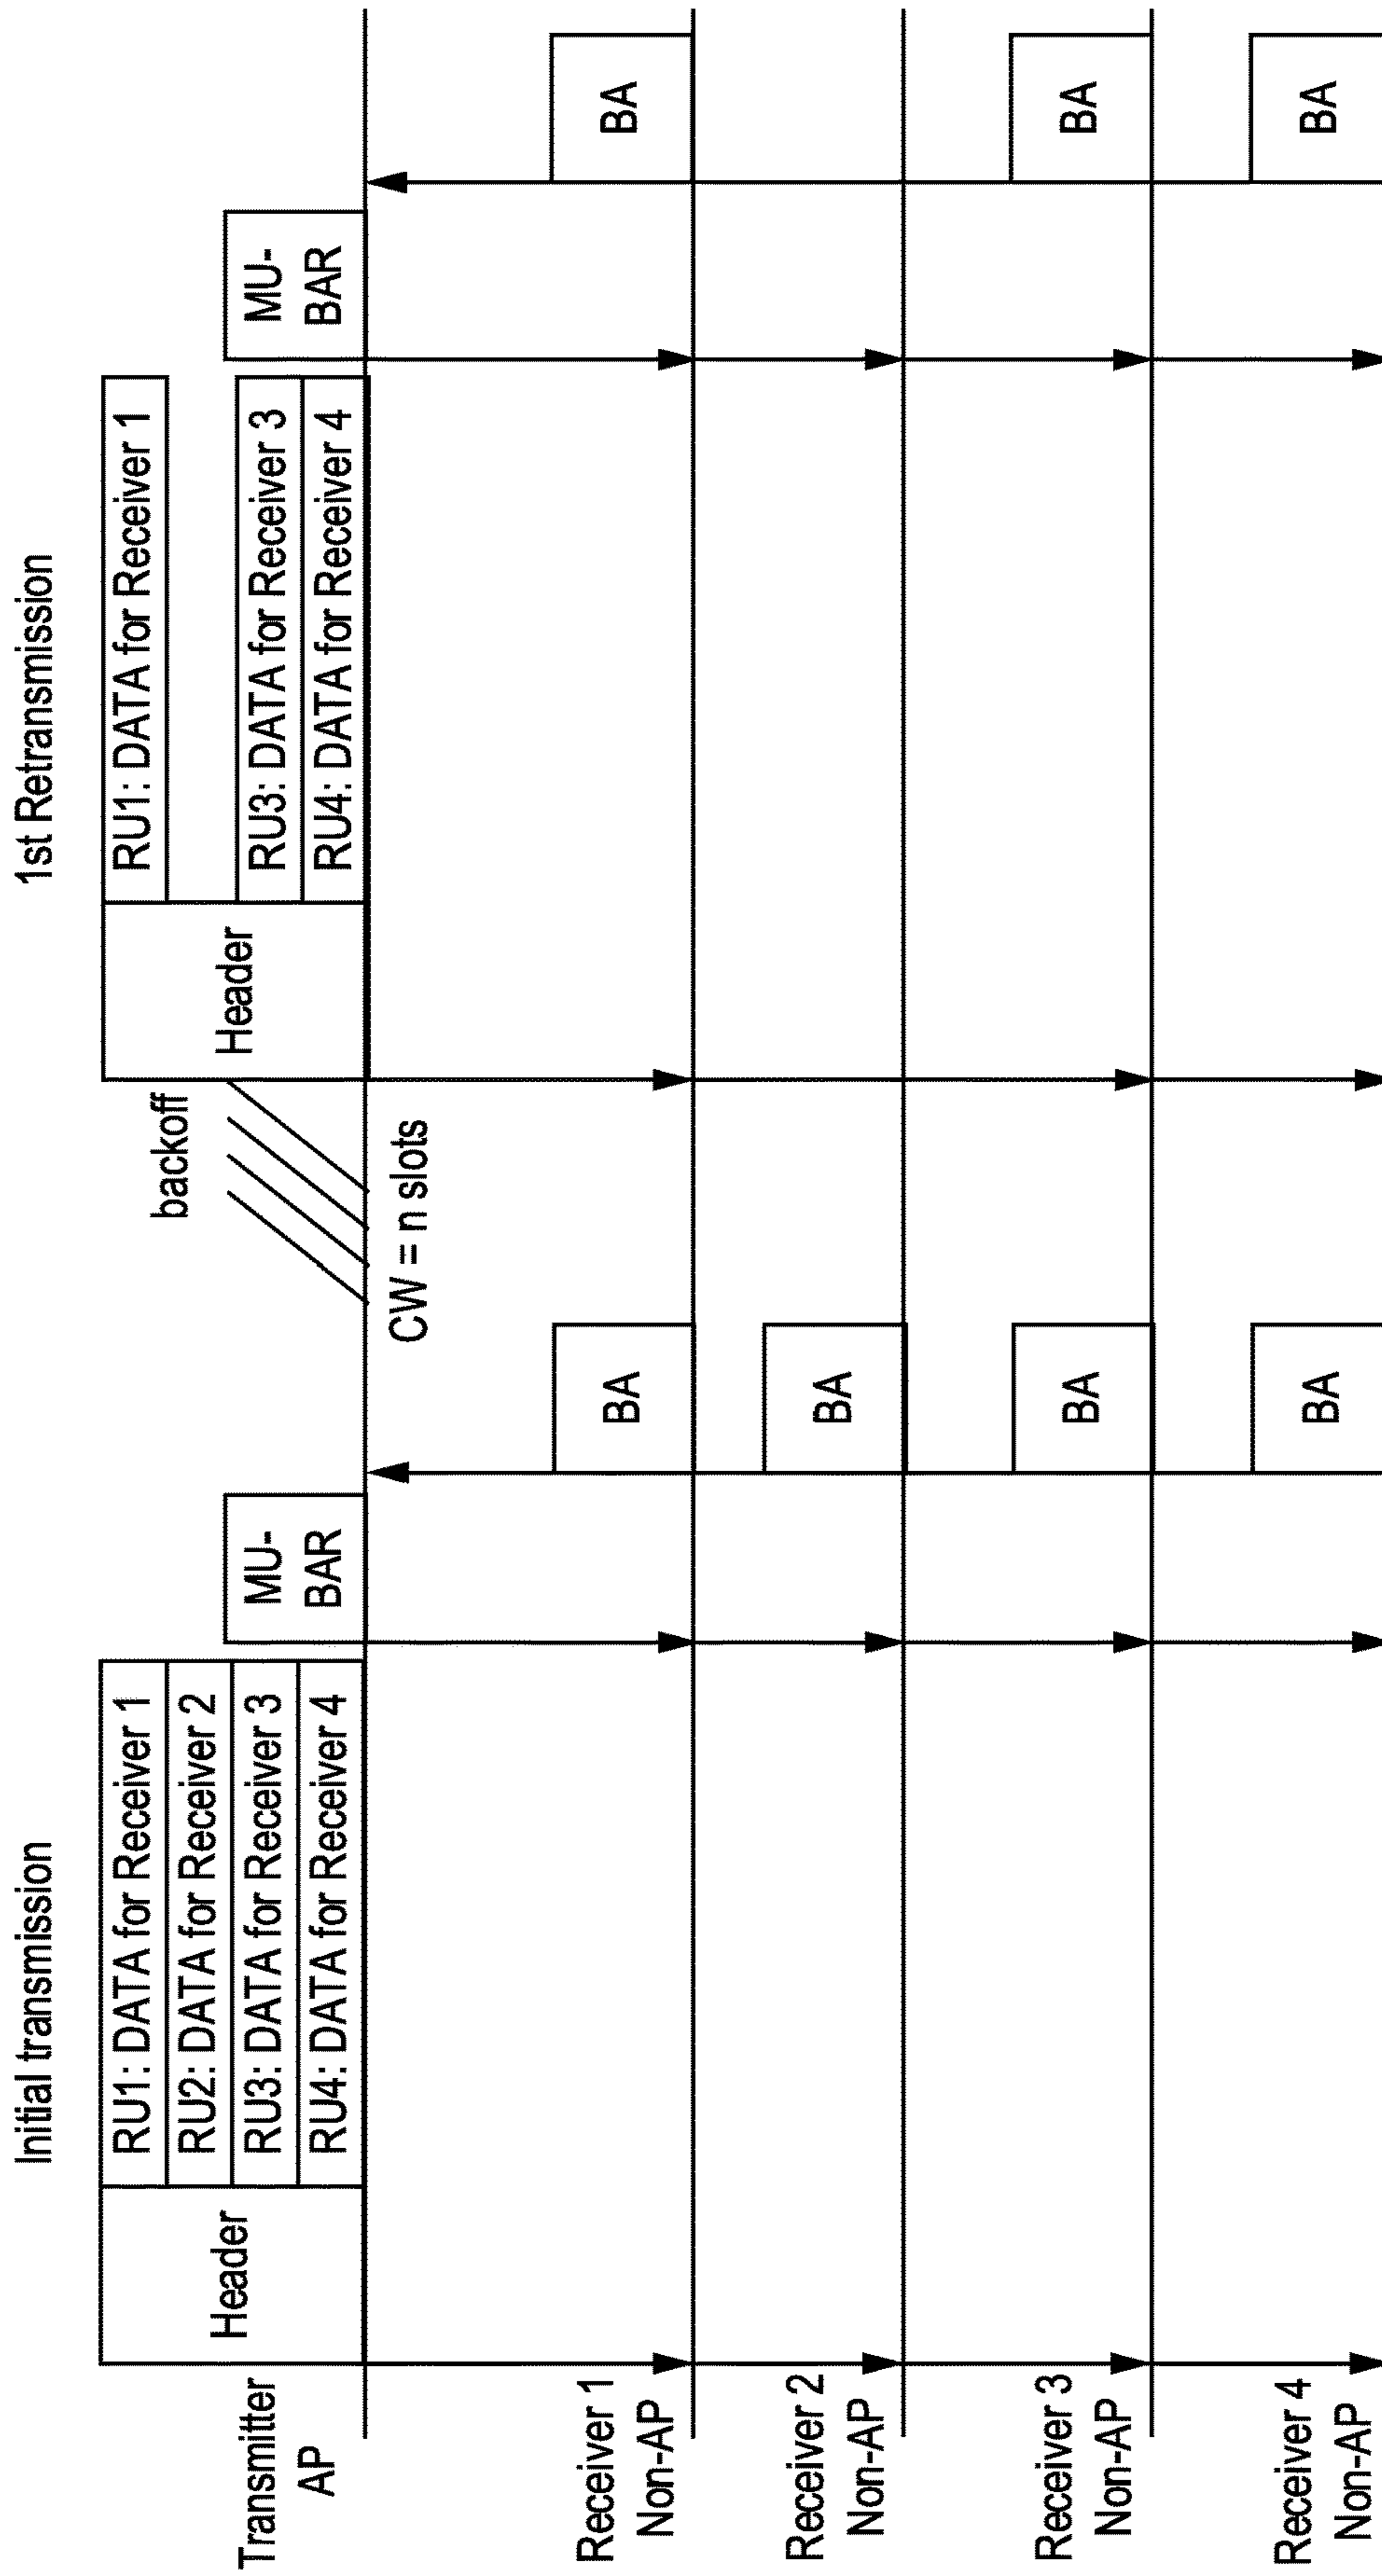 Initial transmission
1st Retransmission
Transmitter
AP
Header
RU1: DATA for Receiver 1
RU2: DATA for Receiver 2
RU3: DATA for Receiver 3
RU4: DATA for Receiver 4
MU-
BAR
backoff
CW = n slots
Header
RU1: DATA for Receiver 1
RU3: DATA for Receiver 3
RU4: DATA for Receiver 4
MU-
BAR
Receiver 1
Non-AP
BA
BA
Receiver 2
Non-AP
BA
Receiver 3
Non-AP
BA
BA
Receiver 4
Non-AP
BA
BA